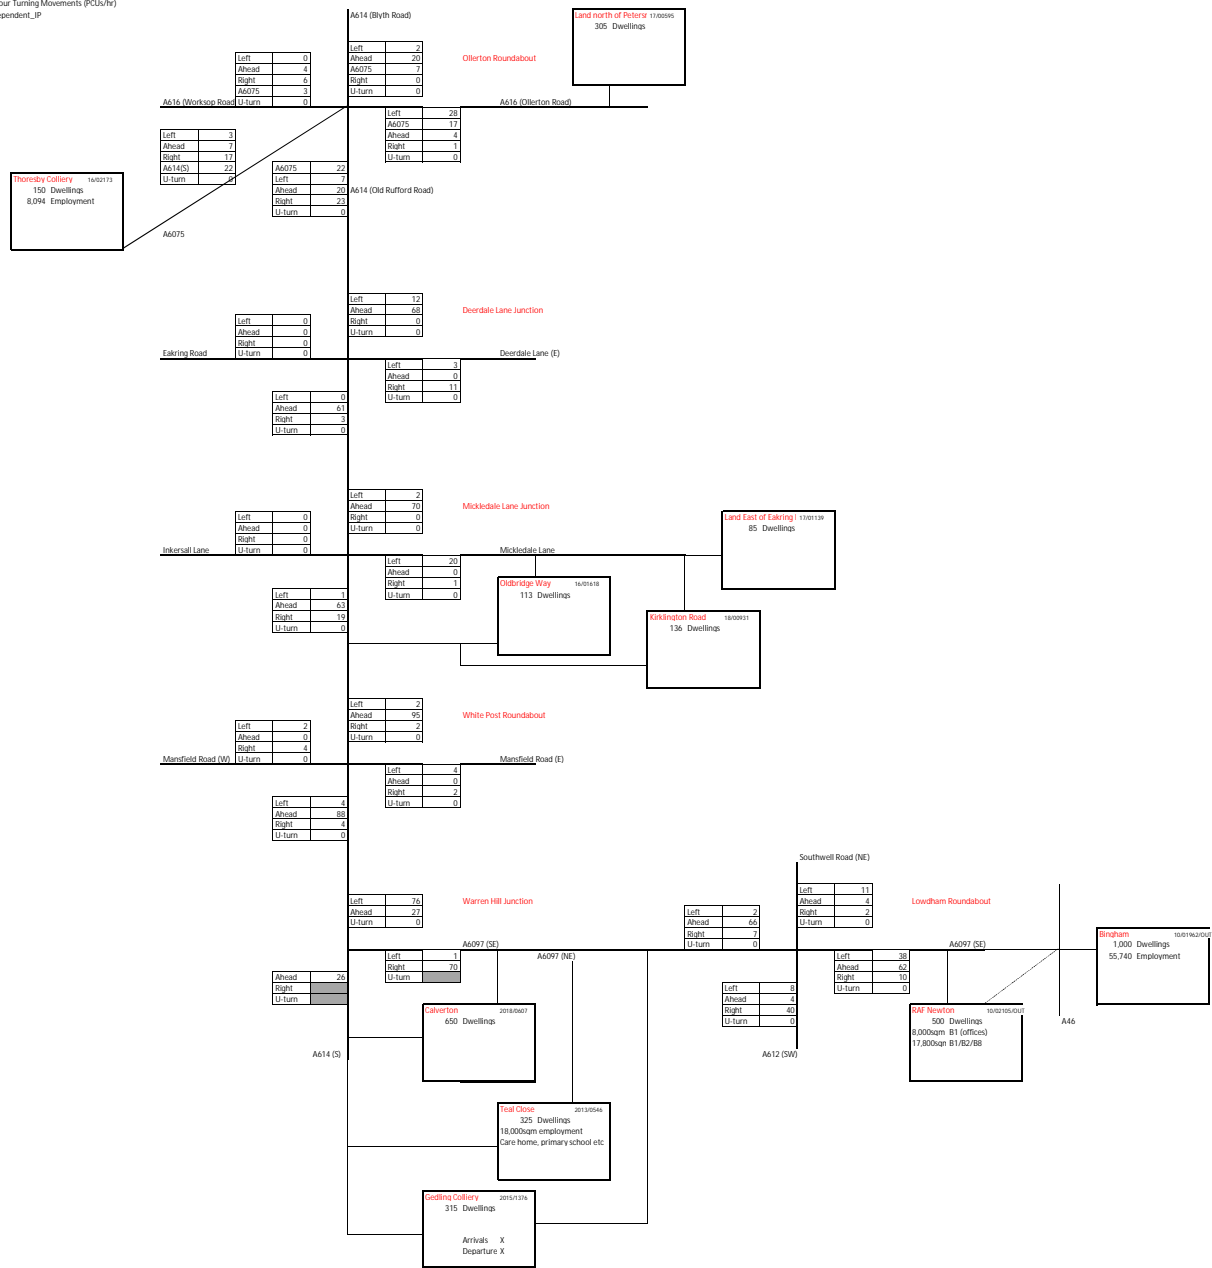 our Turning Movements (PCUs/hr)
ependent_IP
A614 (Blyth Road)
Land north of Petersr 17/00595
305 Dwellings
Left 2
Ahead 20
A6075 7
Right 0
U-turn 0
Ollerton Roundabout
Left 0
Ahead 4
Right 6
A6075 3
U-turn 0
A616 (Worksop Road
A616 (Ollerton Road)
Left 28
A6075 17
Ahead 4
Right 1
U-turn 0
Left 3
Ahead 7
Right 17
A614(S) 22
U-turn 0
A6075 22
Left 7
Ahead 20
Right 23
U-turn 0
A614 (Old Rufford Road)
Thoresby Colliery 16/02173
150 Dwellings
8,094 Employment
A6075
Left 12
Ahead 68
Right 0
U-turn 0
Deerdale Lane Junction
Left 0
Ahead 0
Right 0
U-turn 0
Eakring Road
Deerdale Lane (E)
Left 3
Ahead 0
Right 11
U-turn 0
Left 0
Ahead 61
Right 3
U-turn 0
Left 2
Ahead 70
Right 0
U-turn 0
Mickledale Lane Junction
Left 0
Ahead 0
Right 0
U-turn 0
Inkersall Lane
Mickledale Lane
Land East of Eakring 17/01139
85 Dwellings
Left 20
Ahead 0
Right 1
U-turn 0
Oldbridge Way 16/01618
113 Dwellings
Left 1
Ahead 63
Right 19
U-turn 0
Kirklington Road 18/00931
136 Dwellings
Left 2
Ahead 95
Right 2
U-turn 0
White Post Roundabout
Left 2
Ahead 0
Right 4
U-turn 0
Mansfield Road (W)
Mansfield Road (E)
Left 4
Ahead 0
Right 2
U-turn 0
Left 4
Ahead 88
Right 4
U-turn 0
Southwell Road (NE)
Left 76
Ahead 27
U-turn 0
Warren Hill Junction
Left 2
Ahead 66
Right 7
U-turn 0
Left 11
Ahead 4
Right 2
U-turn 0
Lowdham Roundabout
A6097 (SE)
A6097 (NE)
A6097 (SE)
Bingham 10/01962/OUT
1,000 Dwellings
55,740 Employment
Left 1
Right 70
U-turn
Left 38
Ahead 62
Right 10
U-turn 0
Ahead 26
Right
U-turn
Left 8
Ahead 4
Right 40
U-turn 0
Calverton 2018/0607
650 Dwellings
RAF Newton 10/02105/OUT
500 Dwellings
8,000sqm B1 (offices)
17,800sqn B1/B2/B8
A46
A614 (S)
A612 (SW)
Teal Close 2013/0546
325 Dwellings
18,000sqm employment
Care home, primary school etc
Gedling Colliery 2015/1376
315 Dwellings
Arrivals X
Departure X